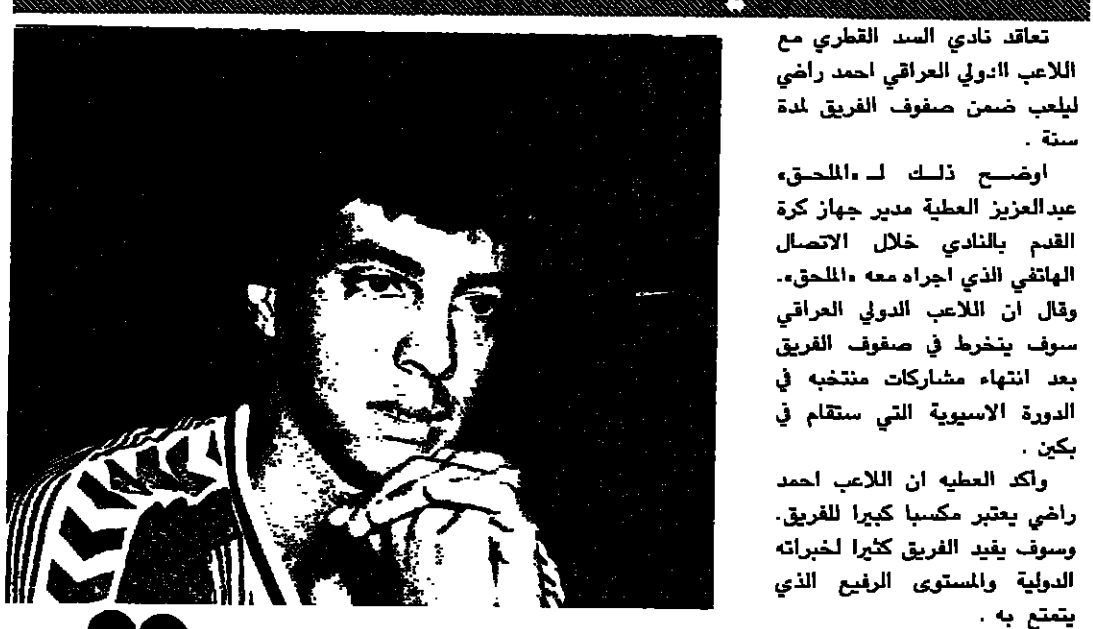 تعاقد نادي السد القطري مع
اللاعب الدولي العراقي احمد راضي
ليلعب ضمن صفوف الفريق لمدة
سنة .
اوضح ذلك لـ «الملحق»
عبدالعزيز العطية مدير جهاز كرة
القدم بالنادي خلال الاتصال
الهاتفي الذي اجراه معه «الملحق».
وقال ان اللاعب الدولي العراقي
سوف ينخرط في صفوف الفريق
بعد انتهاء مشاركات منتخبه في
الدورة الاسيوية التي ستقام في
بكين .
واكد العطيه ان اللاعب احمد
راضي يعتبر مكسبا كبيرا للفريق.
وسوف يفيد الفريق كثيرا لخبراته
الدولية والمستوى الرفيع الذي
يتمتع به .